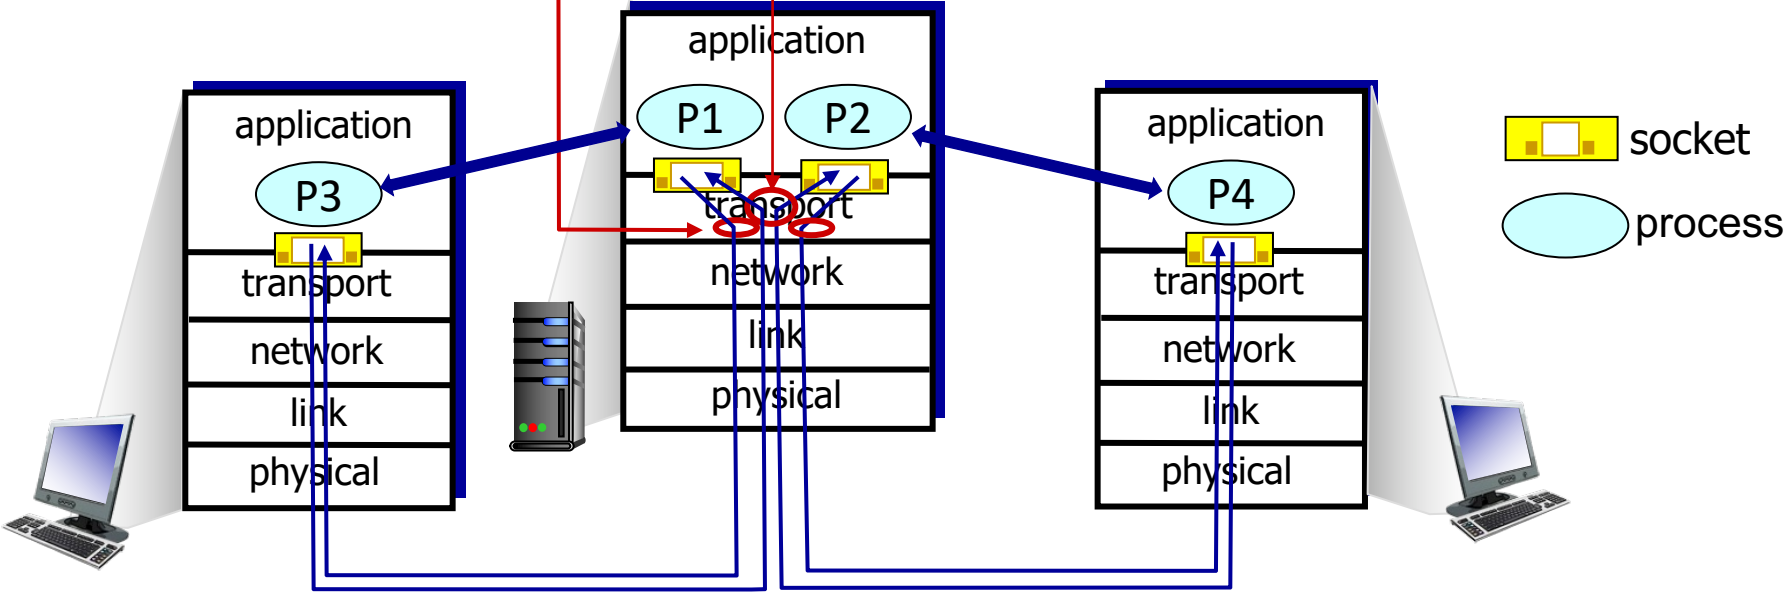 application
P3
transport
network
link
physical
application
P1
P2
transport
network
link
physical
application
P4
transport
network
link
physical
socket
process